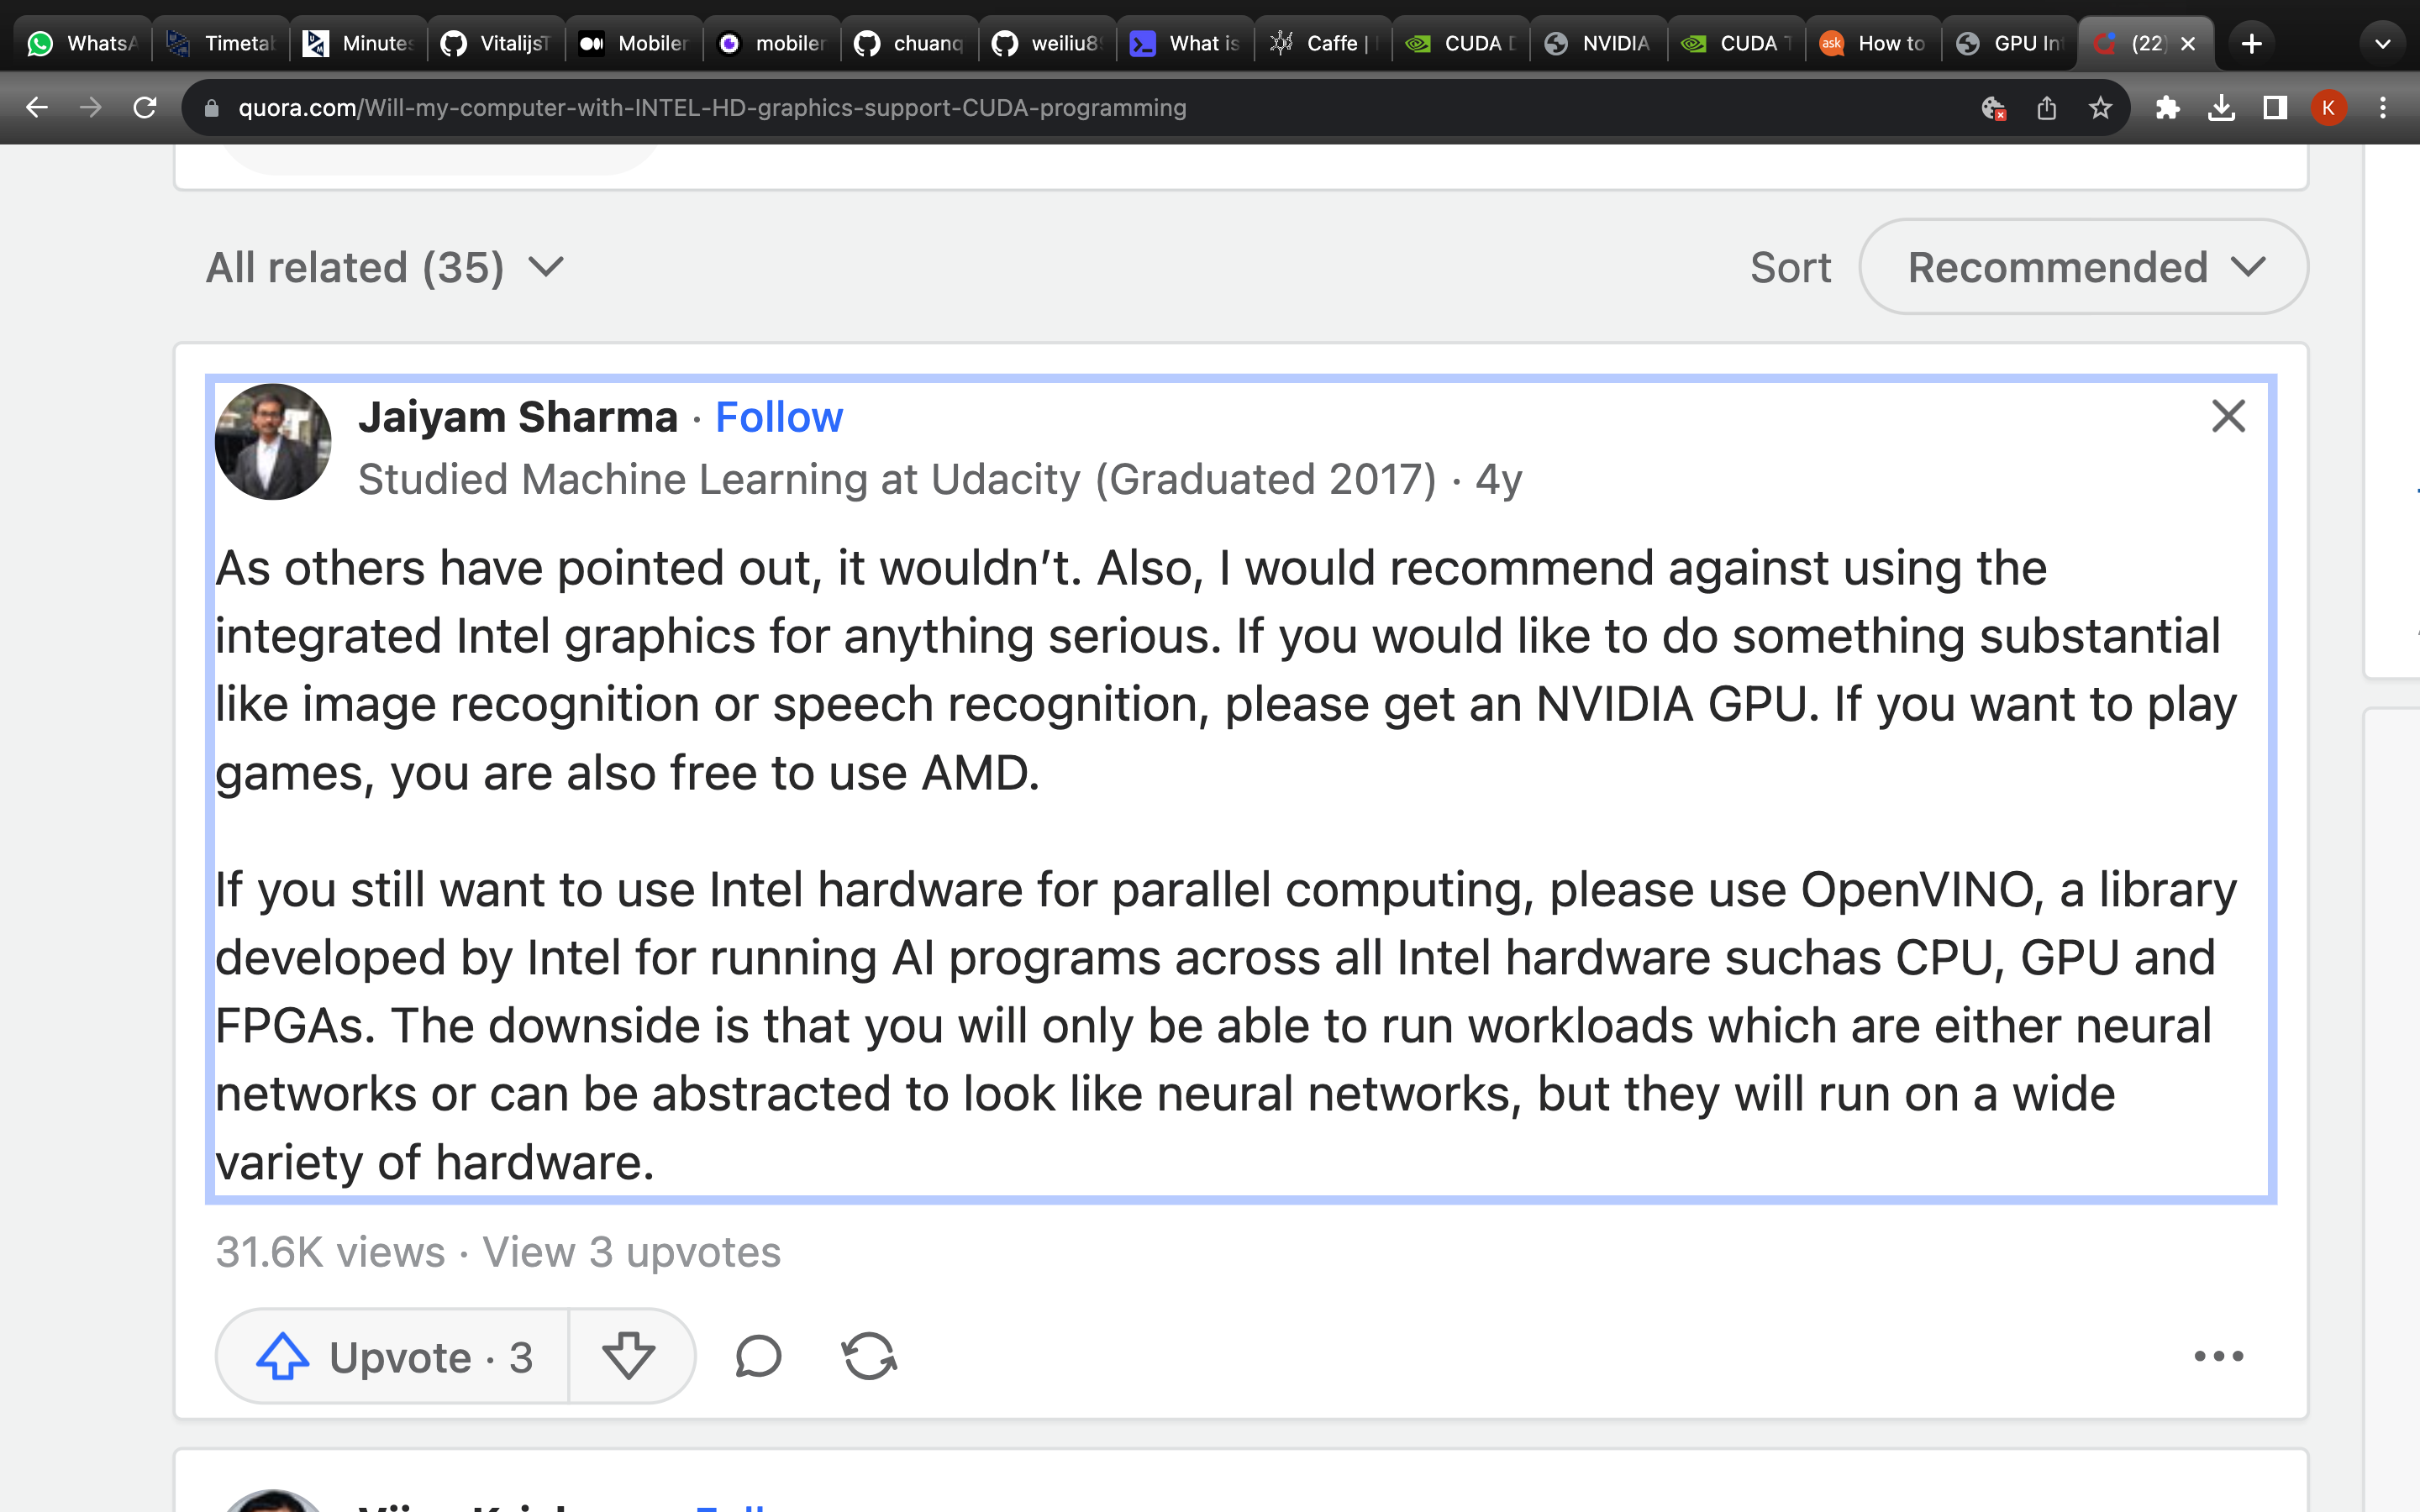 WhatsA
Timetab
Minutes
VitalijsT
Mobiler
mobiler
chuanq
weiliu8
What is
Caffe |
CUDA D
NVIDIA
CUDA T
ask
How to
GPU Int
(22
quora.com/Will-my-computer-with-INTEL-HD-graphics-support-CUDA-programming
K
All related (35)
Sort
Recommended
Jaiyam Sharma · Follow
Studied Machine Learning at Udacity (Graduated 2017) · 4y
As others have pointed out, it wouldn’t. Also, I would recommend against using the
integrated Intel graphics for anything serious. If you would like to do something substantial
like image recognition or speech recognition, please get an NVIDIA GPU. If you want to play
games, you are also free to use AMD.
If you still want to use Intel hardware for parallel computing, please use OpenVINO, a library
developed by Intel for running AI programs across all Intel hardware suchas CPU, GPU and
FPGAs. The downside is that you will only be able to run workloads which are either neural
networks or can be abstracted to look like neural networks, but they will run on a wide
variety of hardware.
31.6K views · View 3 upvotes
Upvote · 3